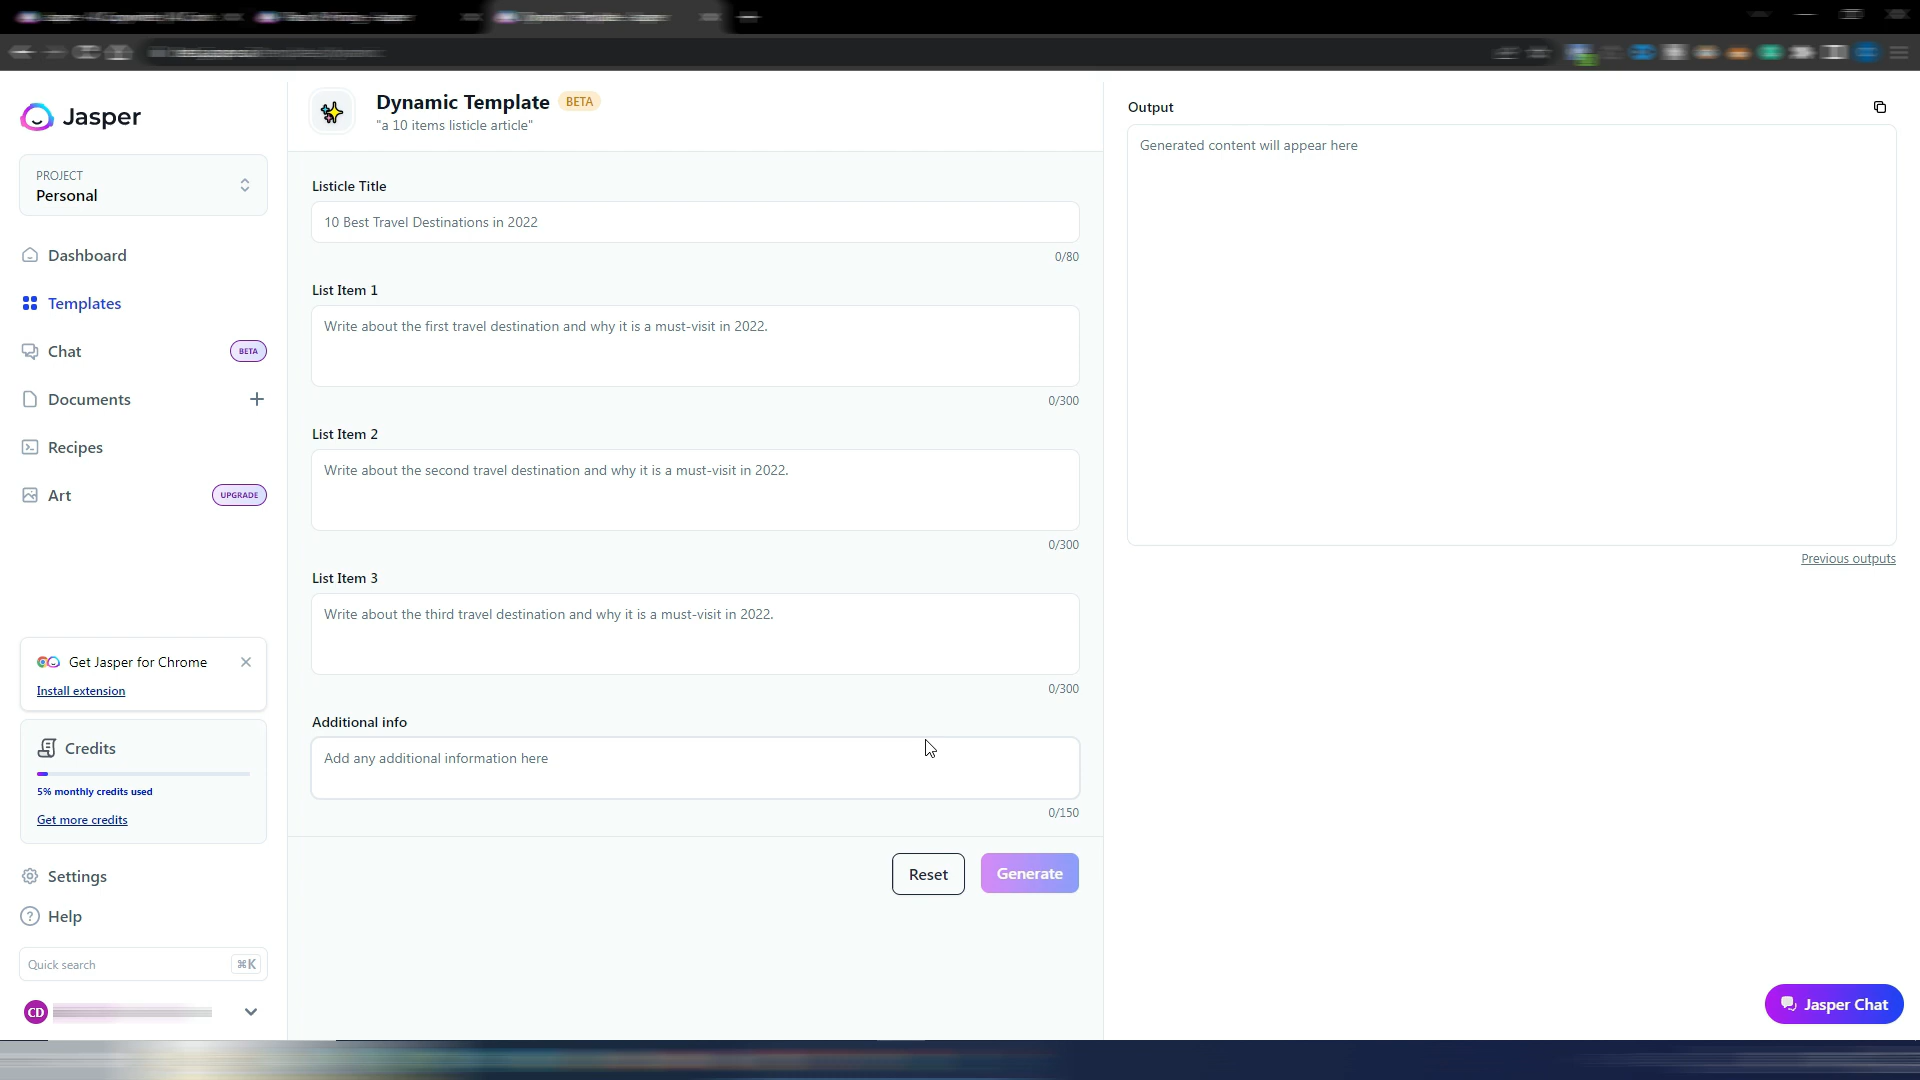 Jasper
PROJECT
Personal
Dashboard
Templates
Chat
BETA
Documents
Recipes
Art
UPGRADE
Get Jasper for Chrome
Install extension
Credits
5% monthly credits used
Get more credits
Settings
Help
Quick search
⌘K
CD
Dynamic Template BETA
"a 10 items listicle article"
Listicle Title
10 Best Travel Destinations in 2022
0/80
List Item 1
Write about the first travel destination and why it is a must-visit in 2022.
0/300
List Item 2
Write about the second travel destination and why it is a must-visit in 2022.
0/300
List Item 3
Write about the third travel destination and why it is a must-visit in 2022.
0/300
Additional info
Add any additional information here
0/150
Reset
Generate
Output
Generated content will appear here
Previous outputs
Jasper Chat